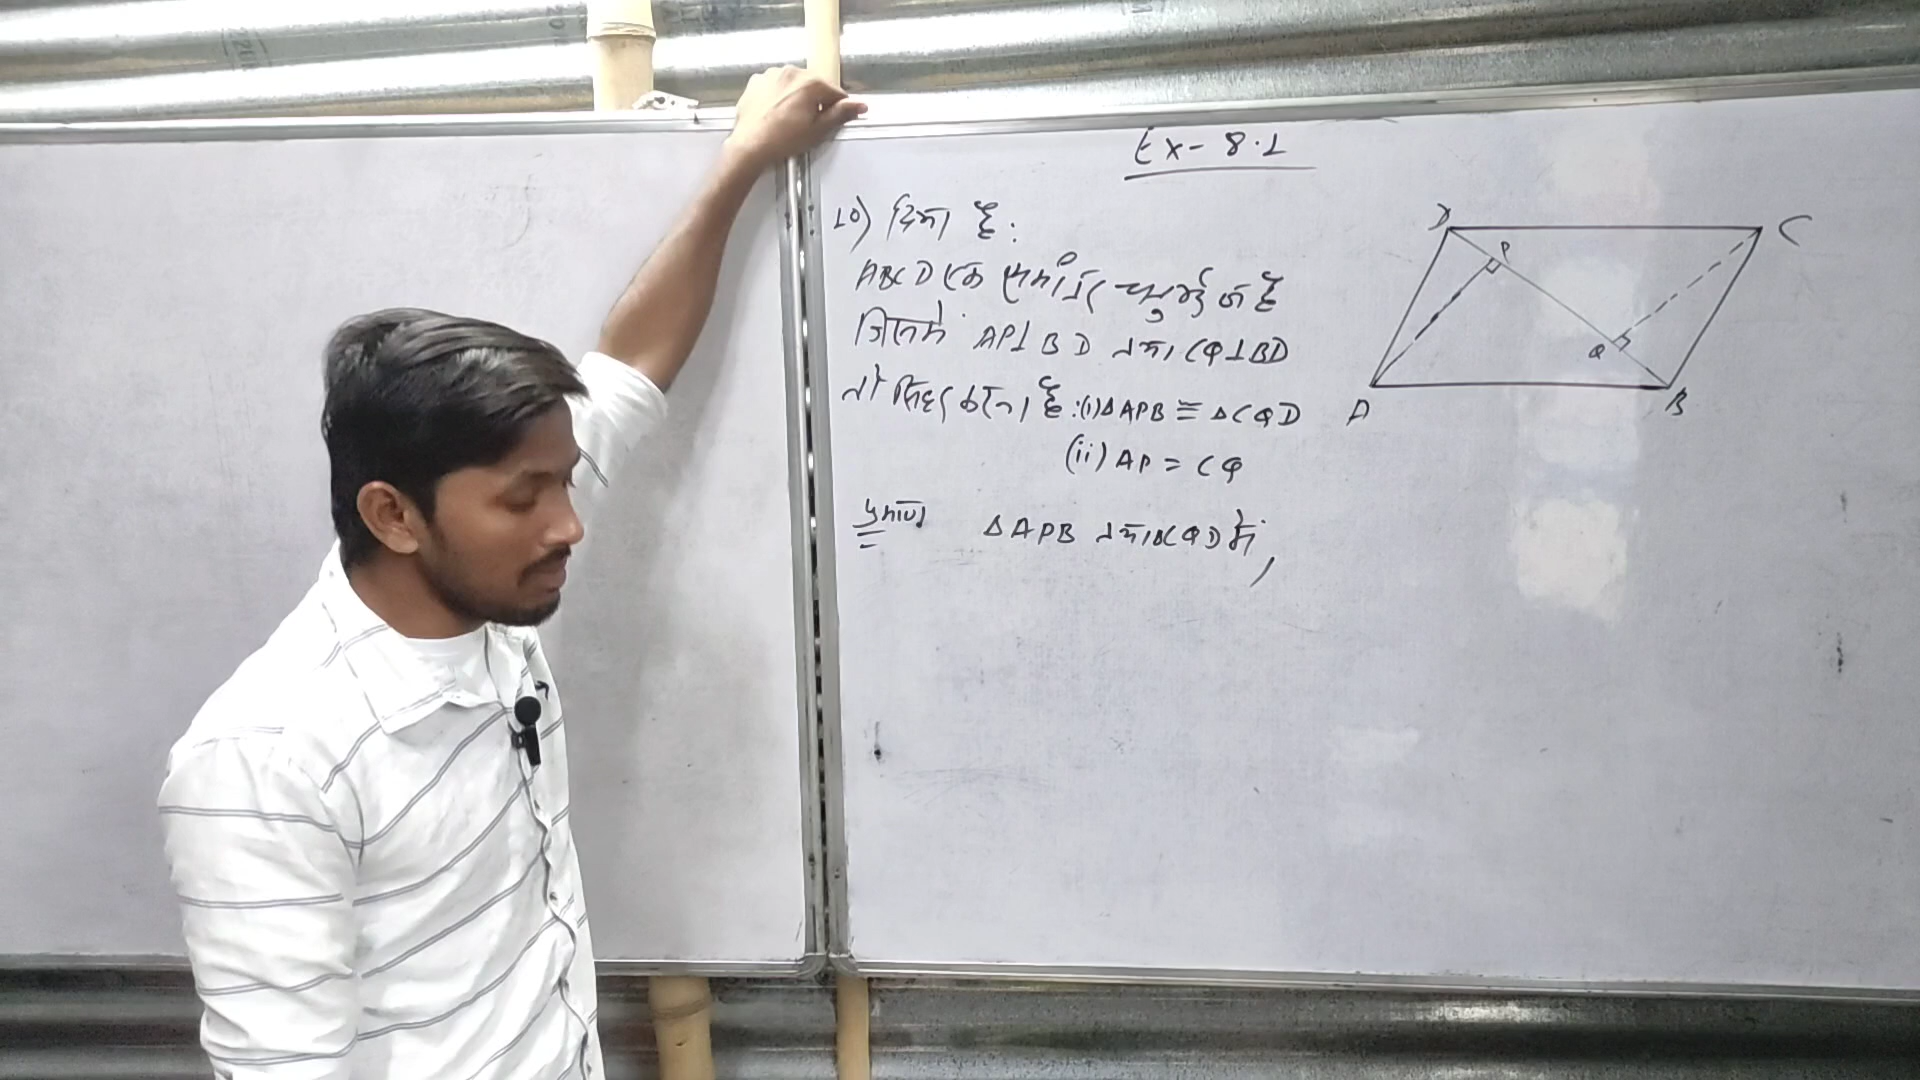 Ex- 8.1
10) दिया है:
ABCD एक समांतर चतुर्भुज है
जिसमें AP⊥BD तथा CQ⊥BD
तो सिद्ध करना है :(i) ΔAPB ≅ ΔCQD
(ii) AP = CQ
प्रमाण ΔAPB तथा ΔCQD में,
D C
P
Q
A B